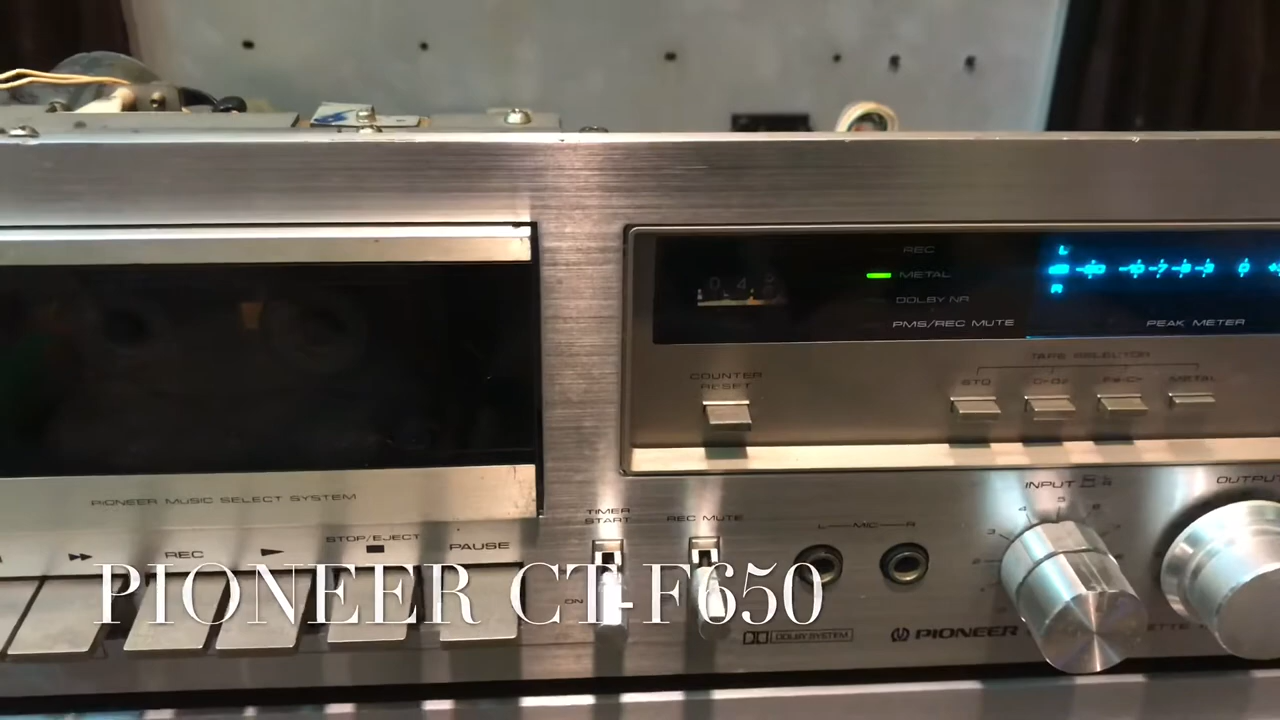 REC
METAL
DOLBY NR
PMS/REC MUTE
L
R
PEAK METER
TAPE SELECTOR
COUNTER
RESET
STD
METAL
PIONEER MUSIC SELECT SYSTEM
INPUT
OUTPUT
TIMER
START
REC MUTE
L MIC R
REC
STOP/EJECT
PAUSE
ON
PIONEER CT-F650
DOLBY SYSTEM
PIONEER